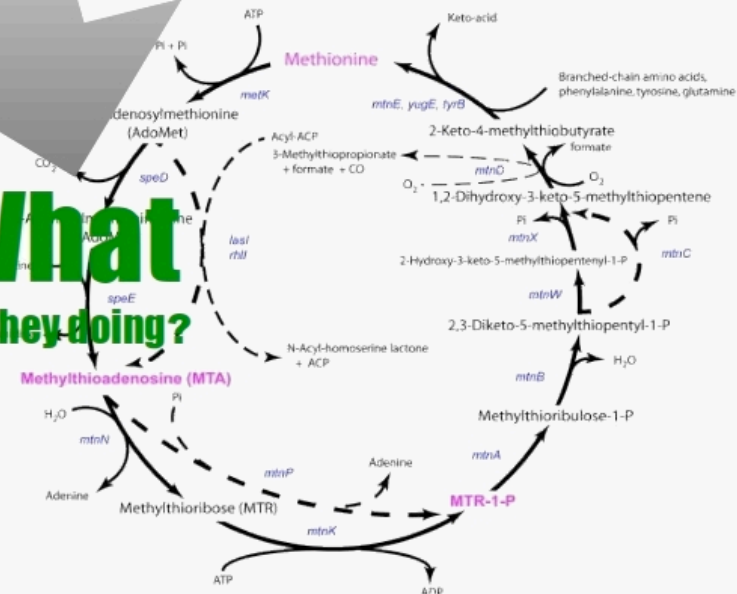 ATP
Keto-acid
Pi + Pi
Methionine
Branched-chain amino acids,
phenylalanine, tyrosine, glutamine
metK
mtnE, yugE, tyrB
denosylmethionine
(AdoMet)
2-Keto-4-methylthiobutyrate
Acyl-ACP
formate
3-Methylthiopropionate
+ formate + CO
CO2
speD
mtnD
O2
O2
1,2-Dihydroxy-3-keto-5-methylthiopentene
What
Pi
Pi
mtnX
lasI
rhlI
mtnC
2-Hydroxy-3-keto-5-methylthiopentenyl-1-P
speE
mtnW
hey doing?
2,3-Diketo-5-methylthiopentyl-1-P
N-Acyl-homoserine lactone
+ ACP
H2O
Methylthioadenosine (MTA)
mtnB
Pi
H2O
Methylthioribulose-1-P
mtnN
mtnA
Adenine
mtnP
Adenine
MTR-1-P
Methylthioribose (MTR)
mtnK
ATP
ADP